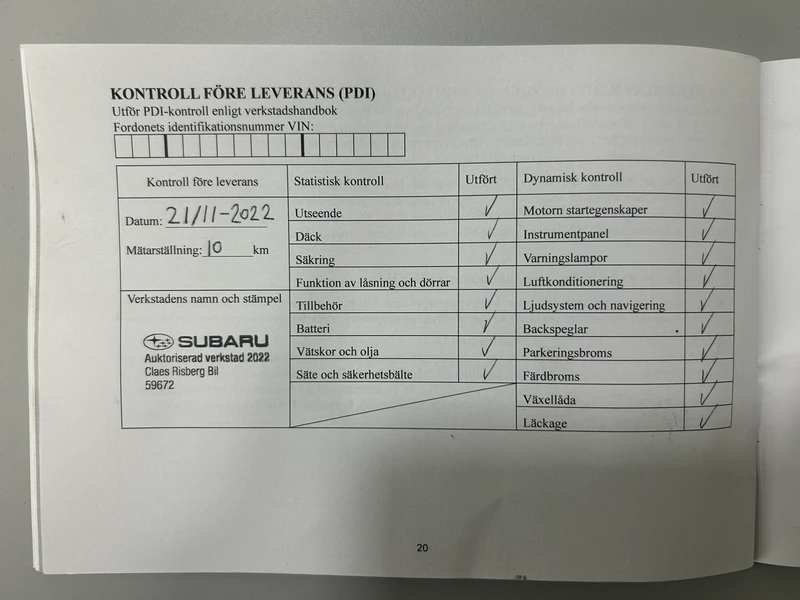 KONTROLL FÖRE LEVERANS (PDI)
Utför PDI-kontroll enligt verkstadshandbok
Fordonets identifikationsnummer VIN:
Kontroll före leverans
Statistisk kontroll
Utfört
Dynamisk kontroll
Utfört
Datum: 21/11-2022
Mätarställning: 10 km
Verkstadens namn och stämpel
SUBARU
Auktoriserad verkstad 2022
Claes Risberg Bil
59672
Utseende
Däck
Säkring
Funktion av låsning och dörrar
Tillbehör
Batteri
Vätskor och olja
Säte och säkerhetsbälte
Motorn startegenskaper
Instrumentpanel
Varningslampor
Luftkonditionering
Ljudsystem och navigering
Backspeglar
Parkeringsbroms
Färdbroms
Växellåda
Läckage
20